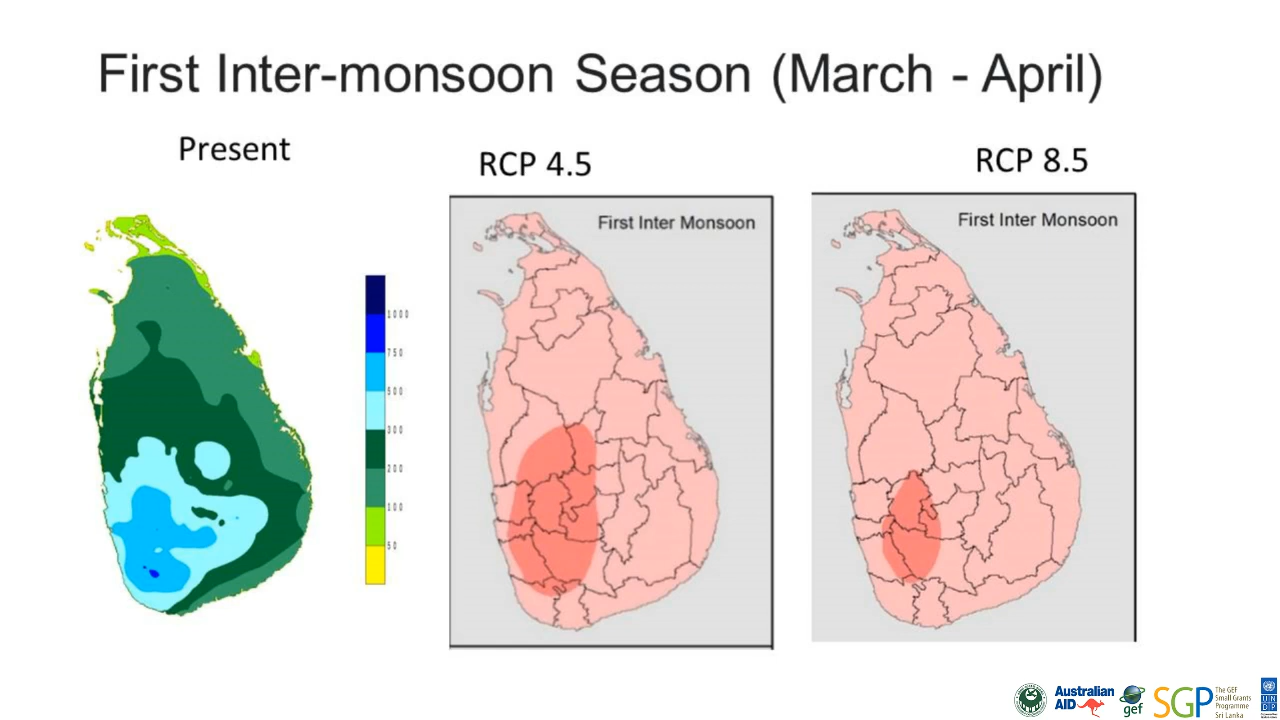 First Inter-monsoon Season (March - April)
Present
RCP 4.5
RCP 8.5
First Inter Monsoon
First Inter Monsoon
1000
750
500
300
200
100
50
Australian
AID
gef
SGP
The GEF
Small Grants
Programme
Sri Lanka
U N
D P